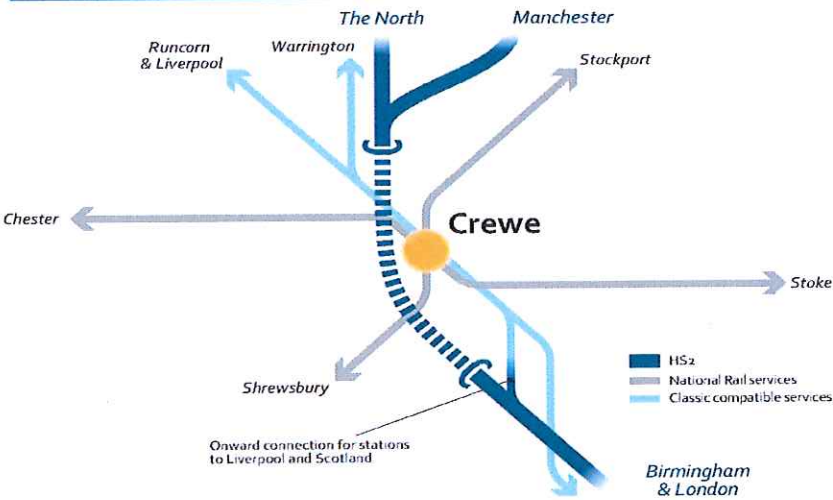 The North
Manchester
Runcorn
& Liverpool
Warrington
Stockport
Chester
Crewe
Stoke
Shrewsbury
HS2
National Rail services
Classic compatible services
Onward connection for stations
to Liverpool and Scotland
Birmingham
& London